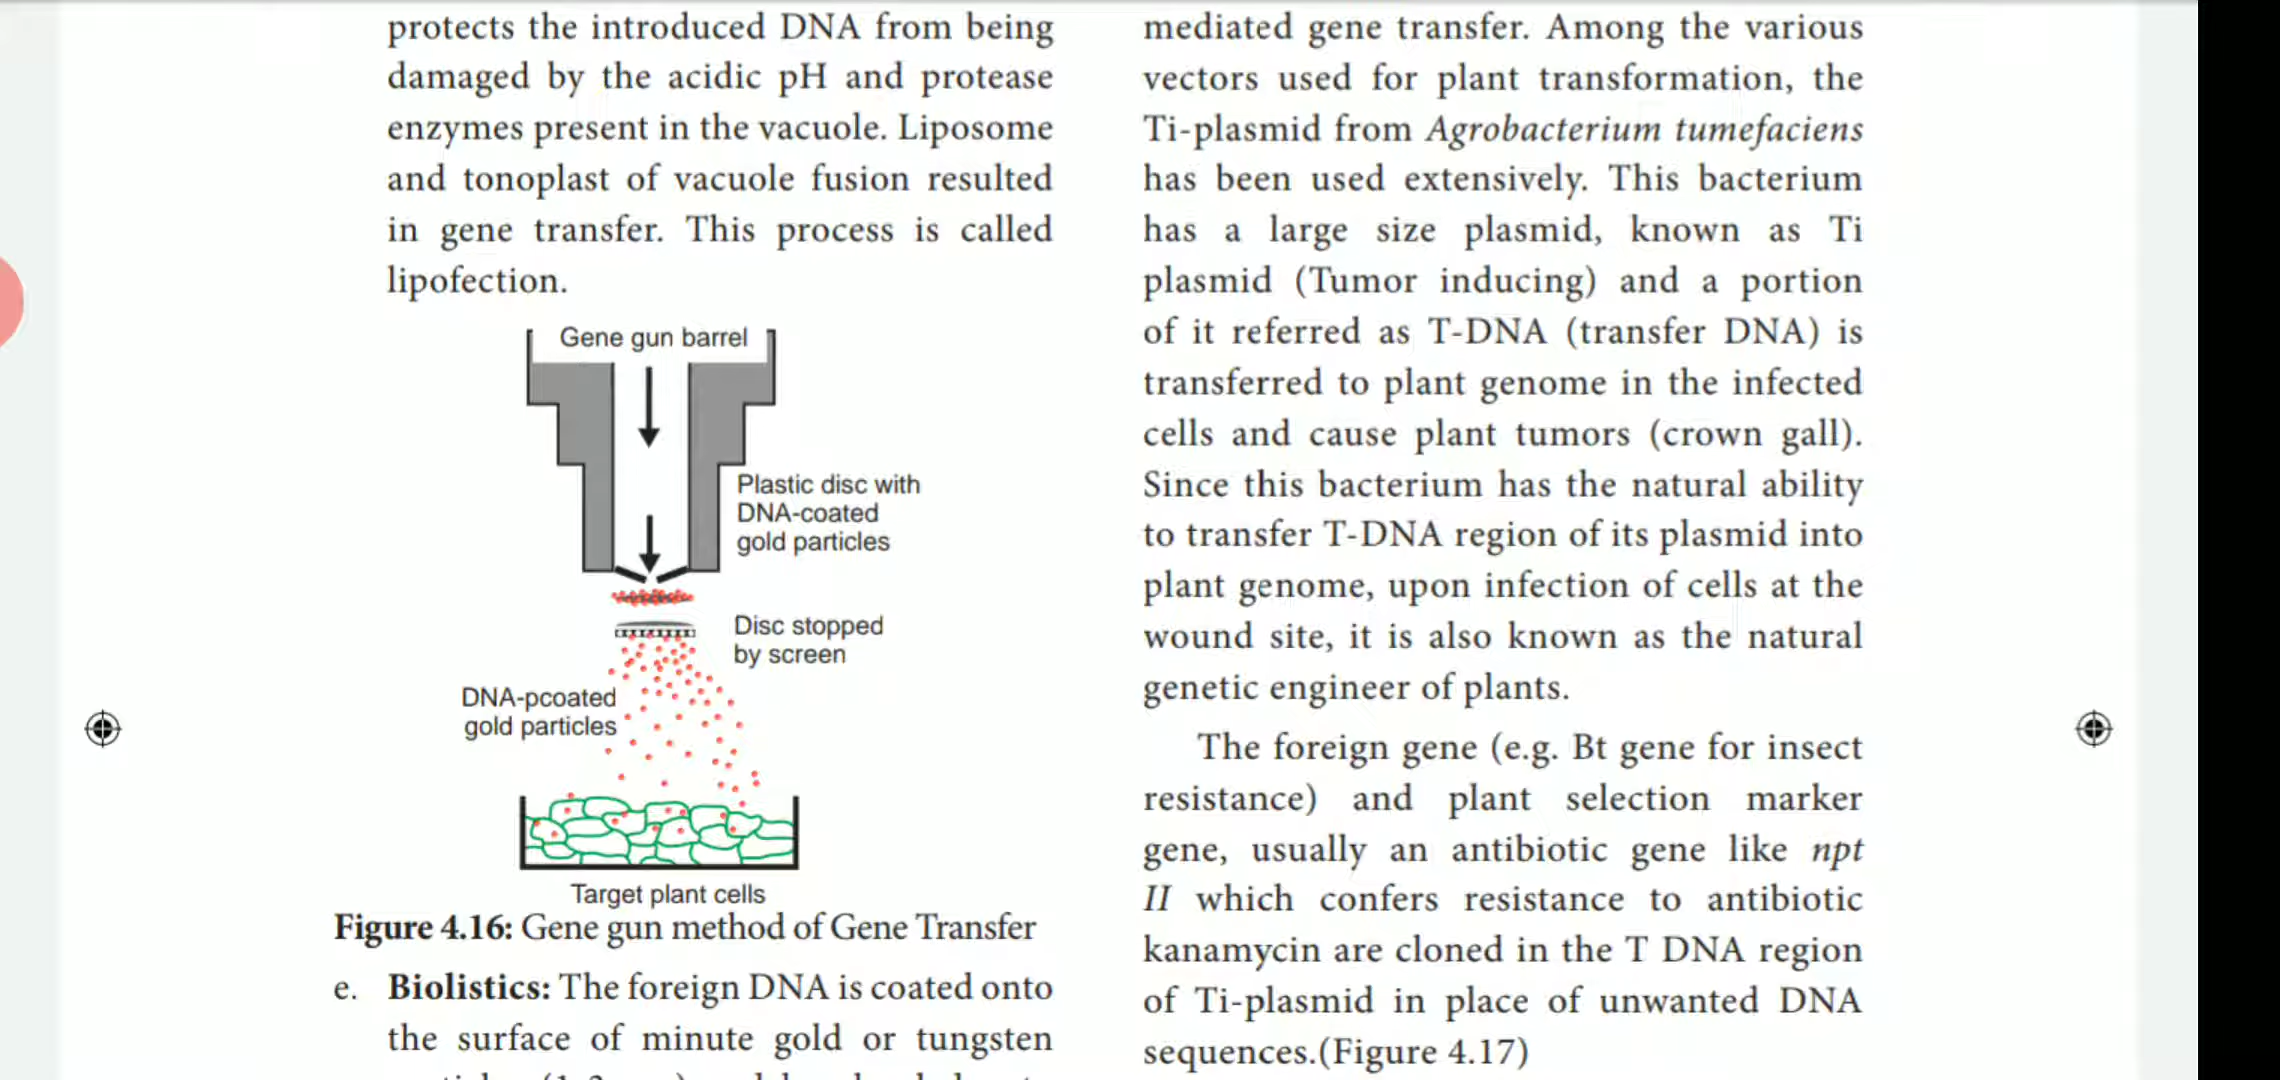 protects the introduced DNA from being
damaged by the acidic pH and protease
enzymes present in the vacuole. Liposome
and tonoplast of vacuole fusion resulted
in gene transfer. This process is called
lipofection.
Gene gun barrel
Plastic disc with
DNA-coated
gold particles
Disc stopped
by screen
DNA-pcoated
gold particles
Target plant cells
Figure 4.16: Gene gun method of Gene Transfer
e. Biolistics: The foreign DNA is coated onto
the surface of minute gold or tungsten
mediated gene transfer. Among the various
vectors used for plant transformation, the
Ti-plasmid from Agrobacterium tumefaciens
has been used extensively. This bacterium
has a large size plasmid, known as Ti
plasmid (Tumor inducing) and a portion
of it referred as T-DNA (transfer DNA) is
transferred to plant genome in the infected
cells and cause plant tumors (crown gall).
Since this bacterium has the natural ability
to transfer T-DNA region of its plasmid into
plant genome, upon infection of cells at the
wound site, it is also known as the natural
genetic engineer of plants.
The foreign gene (e.g. Bt gene for insect
resistance) and plant selection marker
gene, usually an antibiotic gene like npt
II which confers resistance to antibiotic
kanamycin are cloned in the T DNA region
of Ti-plasmid in place of unwanted DNA
sequences.(Figure 4.17)